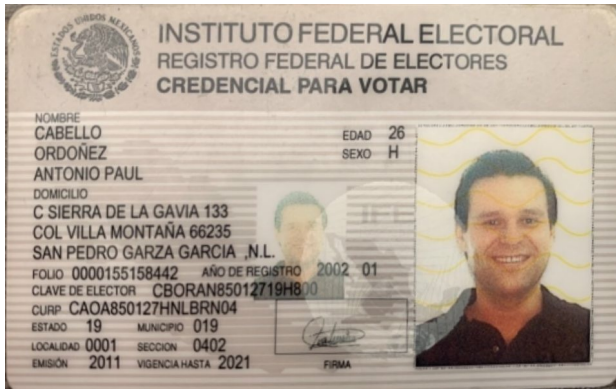 ESTADOS UNIDOS MEXICANOS
INSTITUTO FEDERAL ELECTORAL
REGISTRO FEDERAL DE ELECTORES
CREDENCIAL PARA VOTAR
NOMBRE
CABELLO
ORDOÑEZ
ANTONIO PAUL
EDAD 26
SEXO H
DOMICILIO
C SIERRA DE LA GAVIA 133
COL VILLA MONTAÑA 66235
SAN PEDRO GARZA GARCIA ,N.L.
FOLIO 0000155158442 AÑO DE REGISTRO 2002 01
CLAVE DE ELECTOR CBORAN85012719H800
CURP CAOA850127HNLBRN04
ESTADO 19 MUNICIPIO 019
LOCALIDAD 0001 SECCION 0402
EMISIÓN 2011 VIGENCIA HASTA 2021
FIRMA
IFE